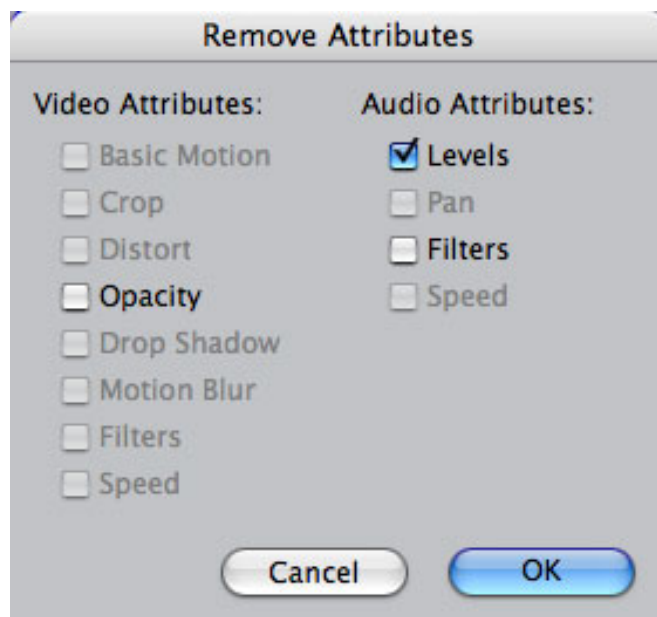 Remove Attributes
Video Attributes:
Basic Motion
Crop
Distort
Opacity
Drop Shadow
Motion Blur
Filters
Speed
Audio Attributes:
Levels
Pan
Filters
Speed
Cancel
OK